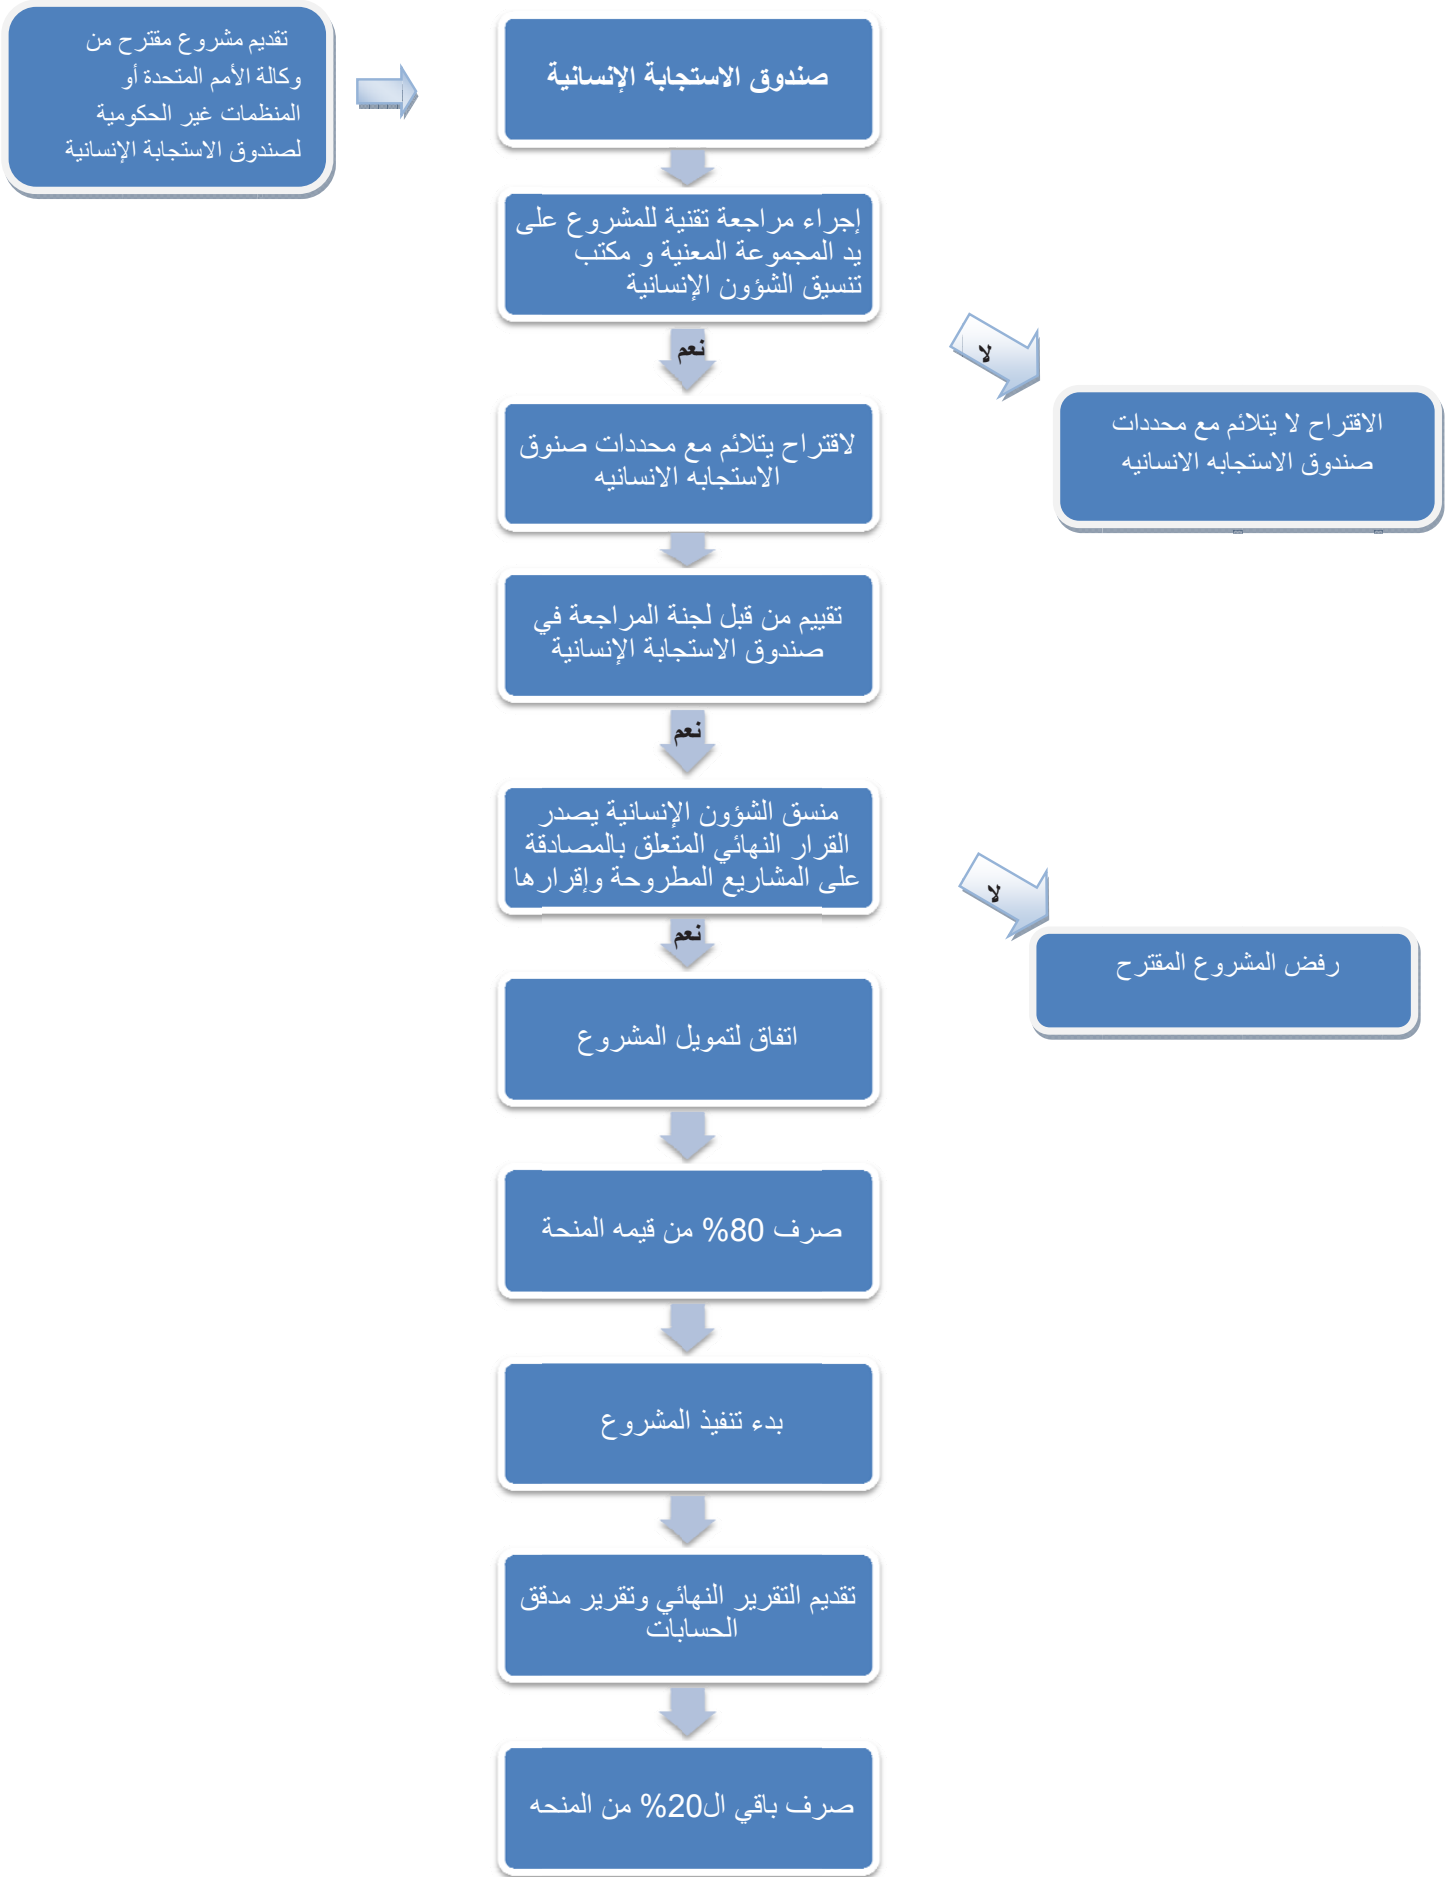 تقديم مشروع مقترح من
وكالة الأمم المتحدة أو
المنظمات غير الحكومية
لصندوق الاستجابة الإنسانية
صندوق الاستجابة الإنسانية
إجراء مراجعة تقنية للمشروع على
يد المجموعة المعنية و مكتب
تنسيق الشؤون الإنسانية
نعم
لا
لاقتراح يتلائم مع محددات صنوق
الاستجابه الانسانيه
الاقتراح لا يتلائم مع محددات
صندوق الاستجابه الانسانيه
تقييم من قبل لجنة المراجعة في
صندوق الاستجابة الإنسانية
نعم
منسق الشؤون الإنسانية يصدر
القرار النهائي المتعلق بالمصادقة
على المشاريع المطروحة وإقرارها
لا
نعم
رفض المشروع المقترح
اتفاق لتمويل المشروع
صرف 80% من قيمه المنحة
بدء تنفيذ المشروع
تقديم التقرير النهائي وتقرير مدقق
الحسابات
صرف باقي ال20% من المنحه